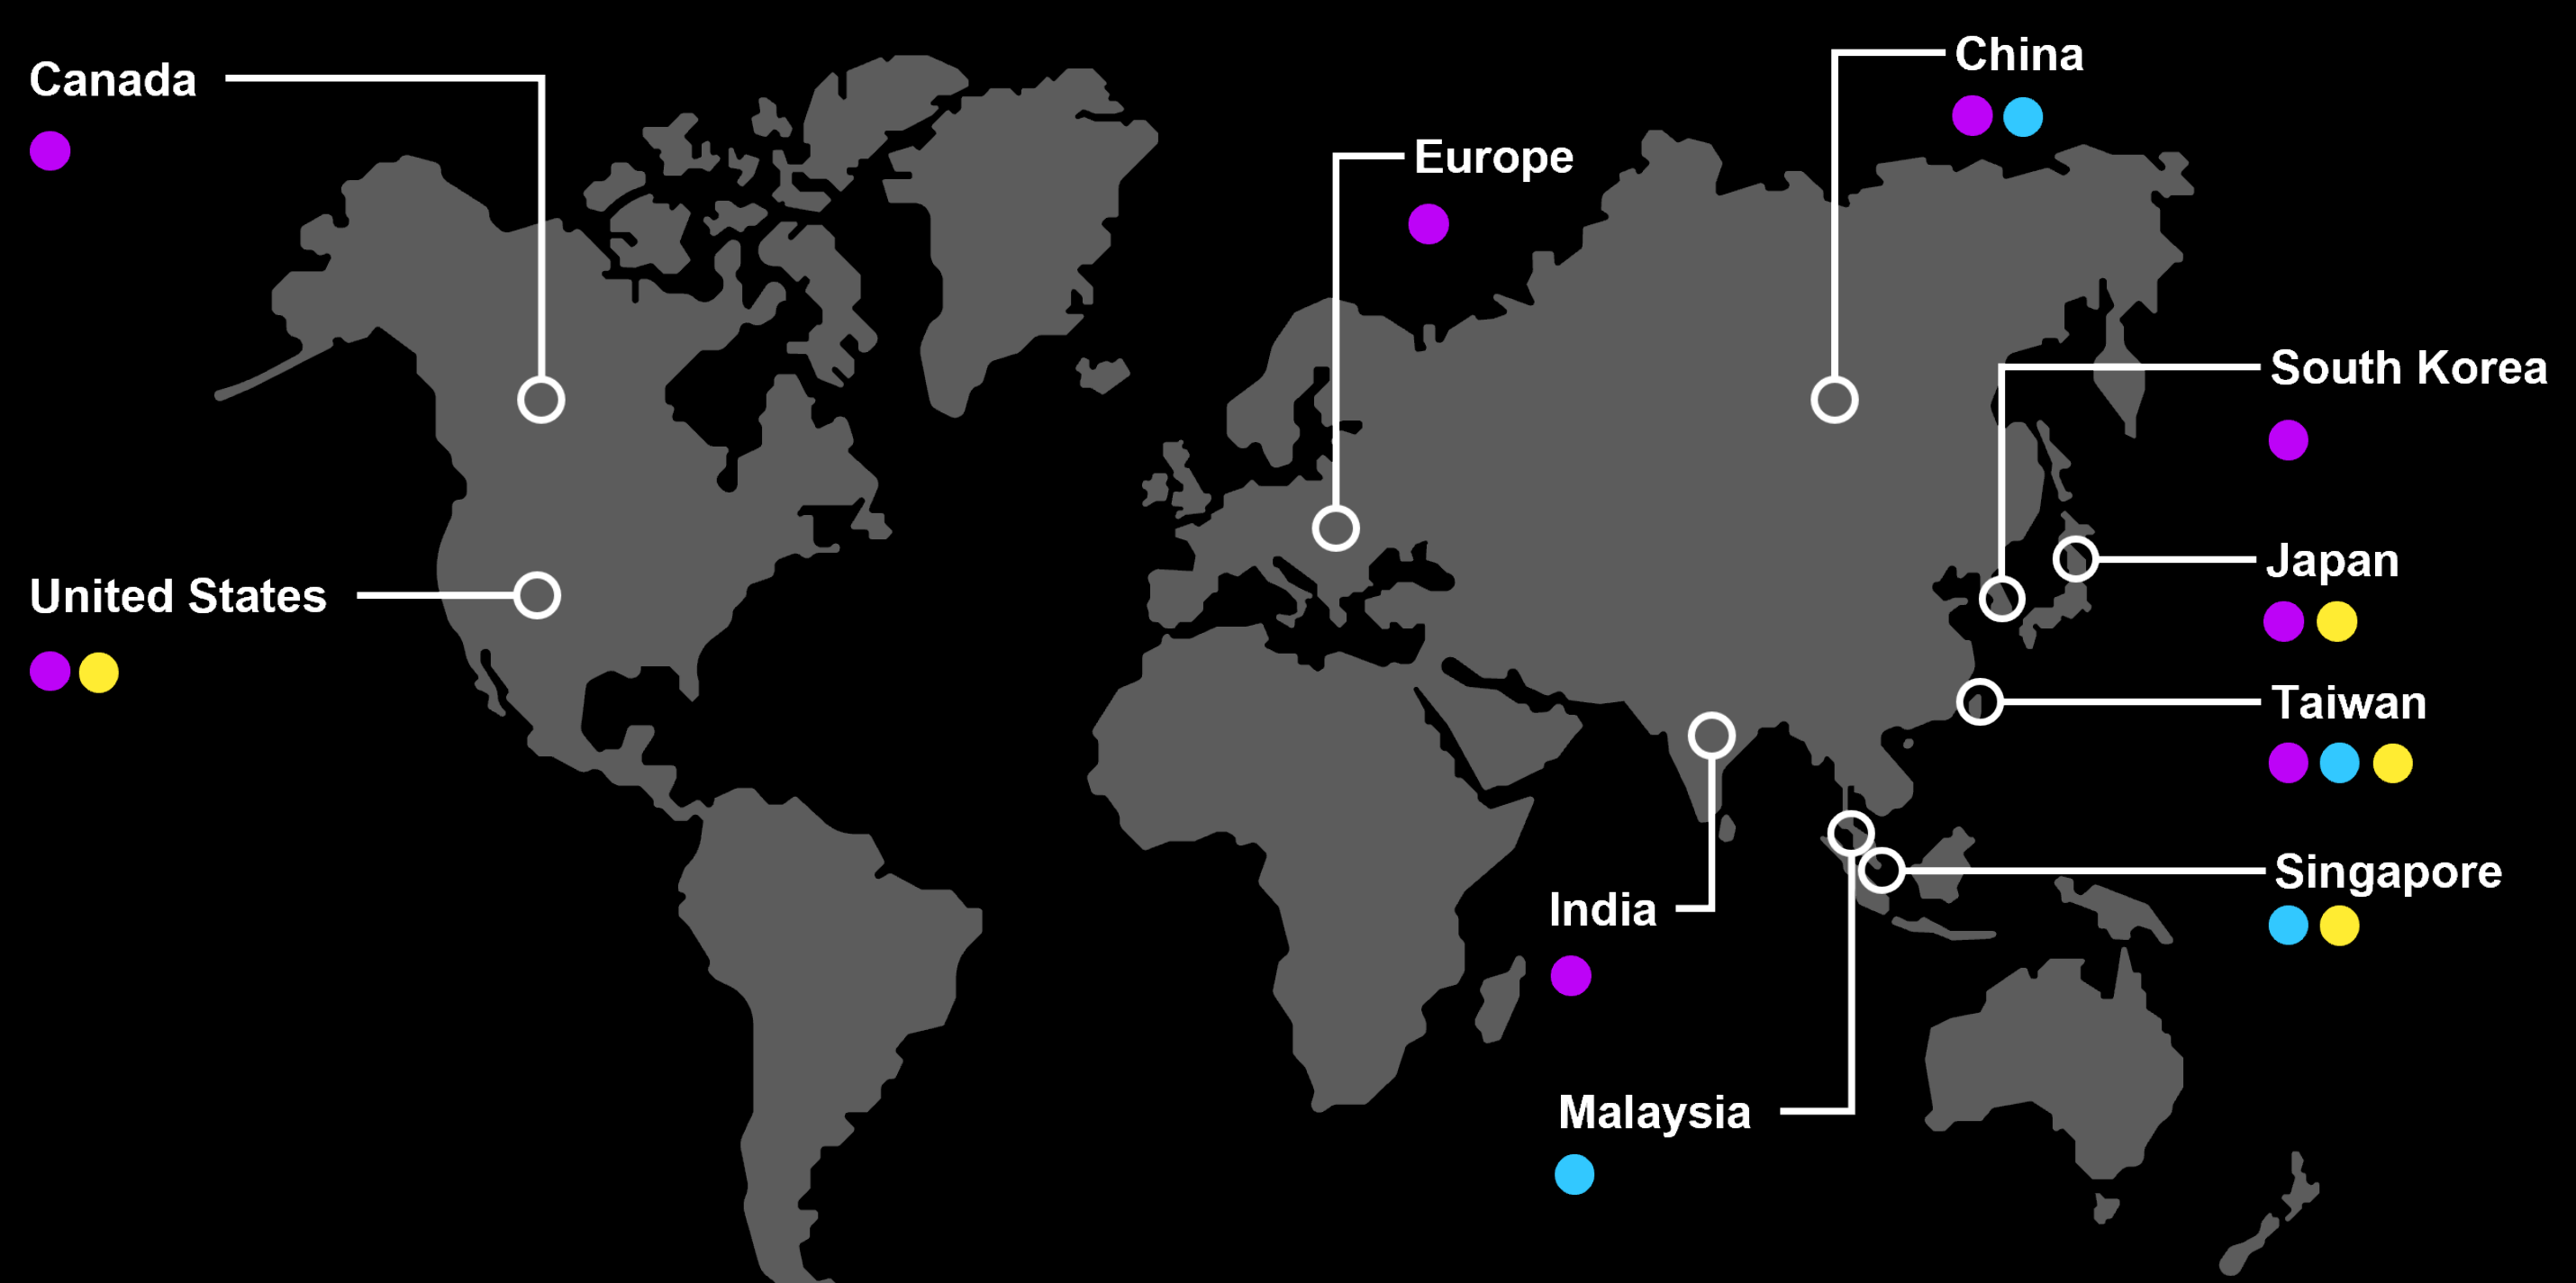 Canada
China
Europe
South Korea
Japan
United States
Taiwan
Singapore
India
Malaysia